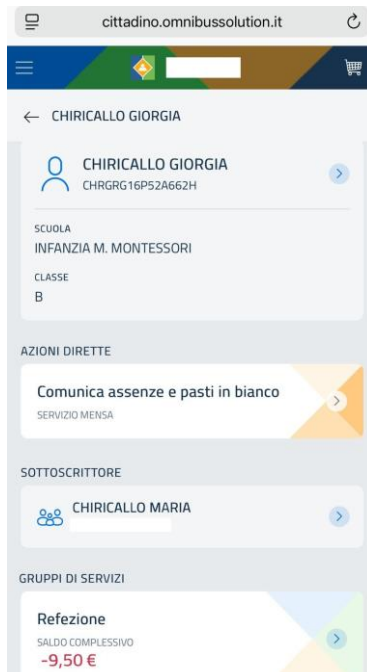 cittadino.omnibussolution.it
← CHIRICALLO GIORGIA
CHIRICALLO GIORGIA
CHRGRG16P52A662H
SCUOLA
INFANZIA M. MONTESSORI
CLASSE
B
AZIONI DIRETTE
Comunica assenze e pasti in bianco
SERVIZIO MENSA
SOTTOSCRITTORE
CHIRICALLO MARIA
GRUPPI DI SERVIZI
Refezione
SALDO COMPLESSIVO
-9,50 €